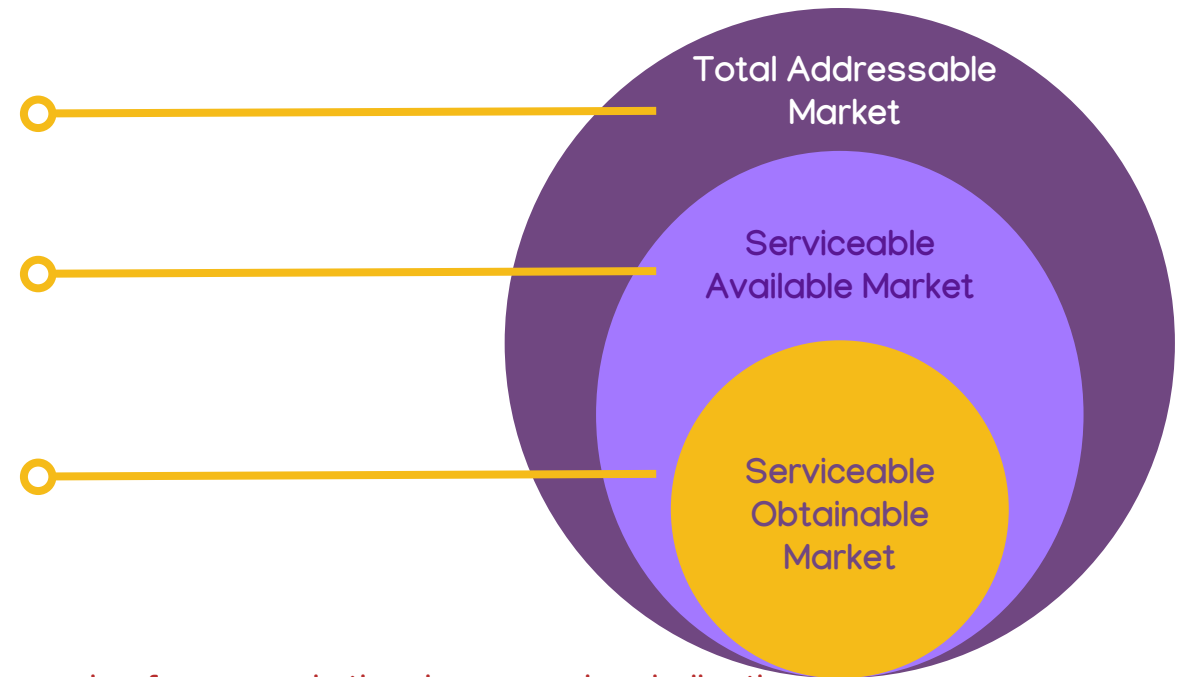 Total Addressable
Market
Serviceable
Available Market
Serviceable
Obtainable
Market